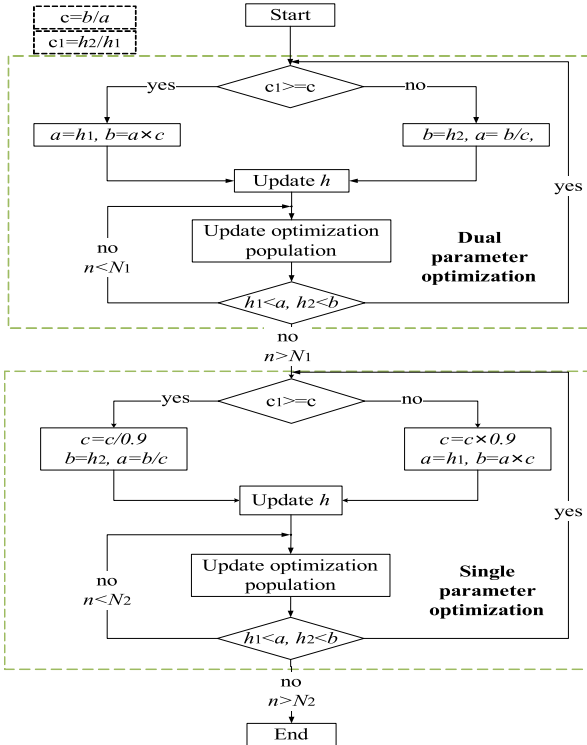 c=b/a
c1=h2/h1
Start
c1>=c
yes
no
a=h1, b=a×c
b=h2, a= b/c,
Update h
yes
Update optimization
population
no
n<N1
Dual
parameter
optimization
h1<a, h2<b
no
n>N1
c1>=c
yes
no
c=c/0.9
b=h2, a=b/c
c=c×0.9
a=h1, b=a×c
Update h
yes
Update optimization
population
no
n<N2
Single
parameter
optimization
h1<a, h2<b
no
n>N2
End